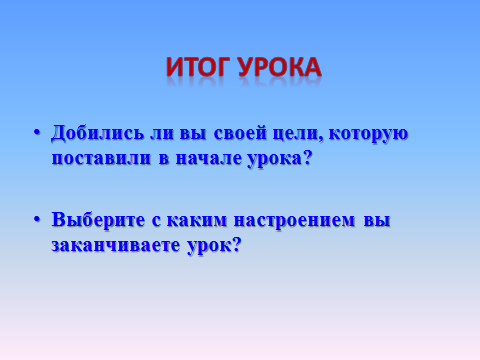 ИТОГ УРОКА
• Добились ли вы своей цели, которую
поставили в начале урока?
• Выберите с каким настроением вы
заканчиваете урок?